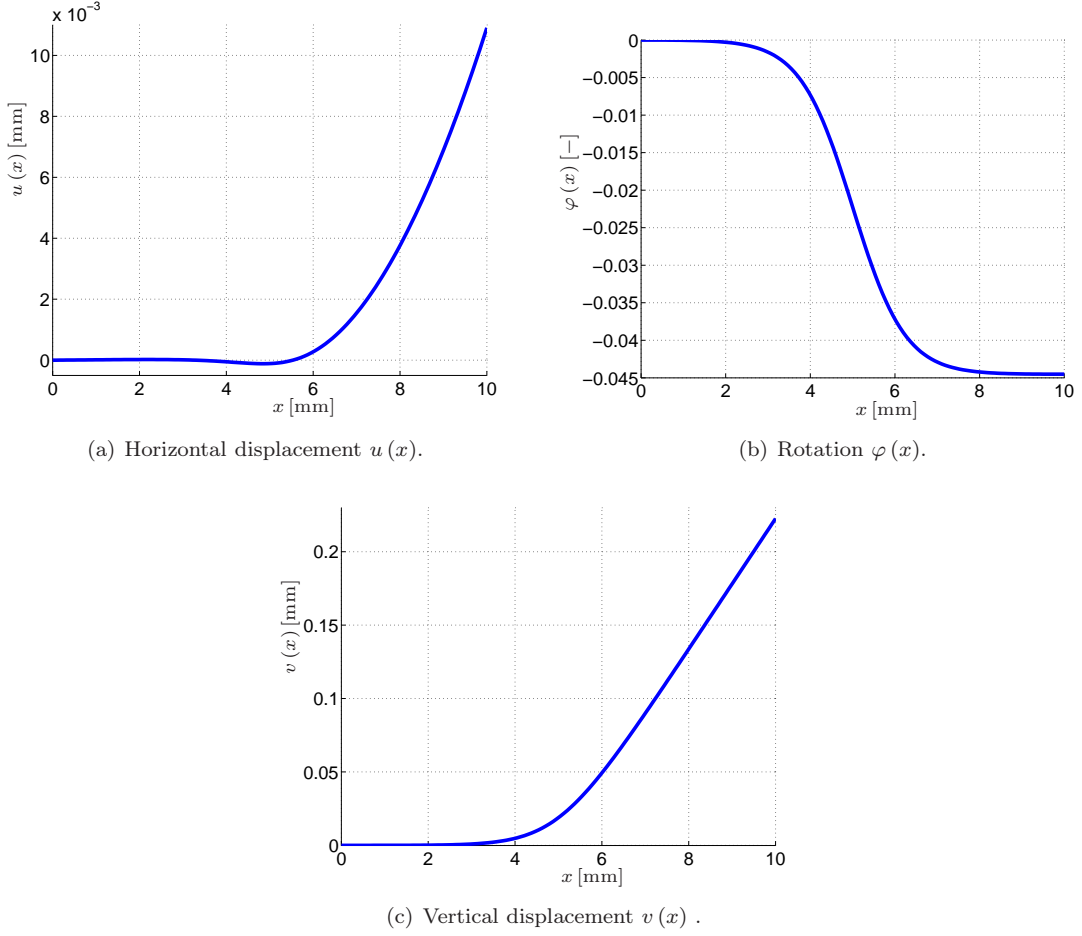 x 10⁻³
10
8
6
4
2
0
0 2 4 6 8 10
u (x) [mm]
x [mm]
(a) Horizontal displacement u (x).
0
−0.005
−0.01
−0.015
−0.02
−0.025
−0.03
−0.035
−0.04
−0.045
0 2 4 6 8 10
φ (x) [−]
x [mm]
(b) Rotation φ (x).
0.2
0.15
0.1
0.05
0
0 2 4 6 8 10
v (x) [mm]
x [mm]
(c) Vertical displacement v (x) .